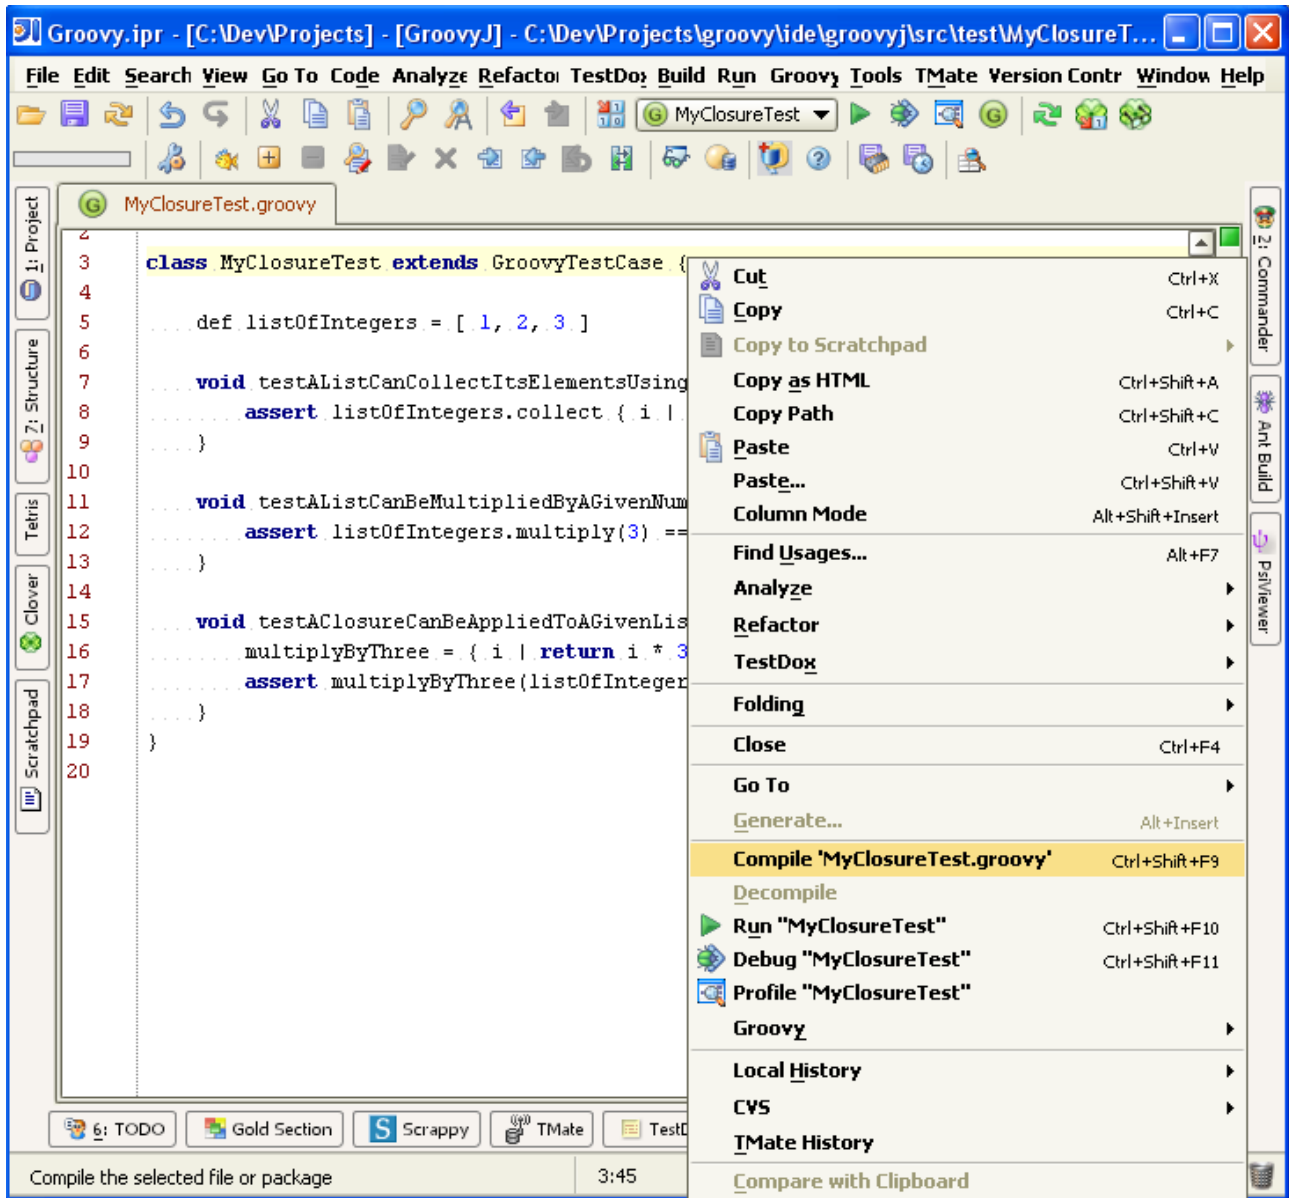 Groovy.ipr - [C:\Dev\Projects] - [GroovyJ] - C:\Dev\Projects\groovy\ide\groovyj\src\test\MyClosureT...
File Edit Search View Go To Code Analyze Refactor TestDox Build Run Groovy Tools TMate Version Contr Window Help
MyClosureTest
MyClosureTest.groovy
1: Project
7: Structure
Tetris
Clover
Scratchpad
2
3 class MyClosureTest extends GroovyTestCase {
4
5 def listOfIntegers = [ 1, 2, 3 ]
6
7 void testAListCanCollectItsElementsUsing
8 assert listOfIntegers.collect { i |
9 }
10
11 void testAListCanBeMultipliedByAGivenNum
12 assert listOfIntegers.multiply(3) ==
13 }
14
15 void testAClosureCanBeAppliedToAGivenLis
16 multiplyByThree = { i | return i * 3
17 assert multiplyByThree(listOfInteger
18 }
19 }
20
Cut Ctrl+X
Copy Ctrl+C
Copy to Scratchpad
Copy as HTML Ctrl+Shift+A
Copy Path Ctrl+Shift+C
Paste Ctrl+V
Paste... Ctrl+Shift+V
Column Mode Alt+Shift+Insert
Find Usages... Alt+F7
Analyze
Refactor
TestDox
Folding
Close Ctrl+F4
Go To
Generate... Alt+Insert
Compile 'MyClosureTest.groovy' Ctrl+Shift+F9
Decompile
Run "MyClosureTest" Ctrl+Shift+F10
Debug "MyClosureTest" Ctrl+Shift+F11
Profile "MyClosureTest"
Groovy
Local History
CVS
TMate History
Compare with Clipboard
2: Commander
Ant Build
PsiViewer
6: TODO
Gold Section
Scrappy
TMate
TestD
Compile the selected file or package
3:45